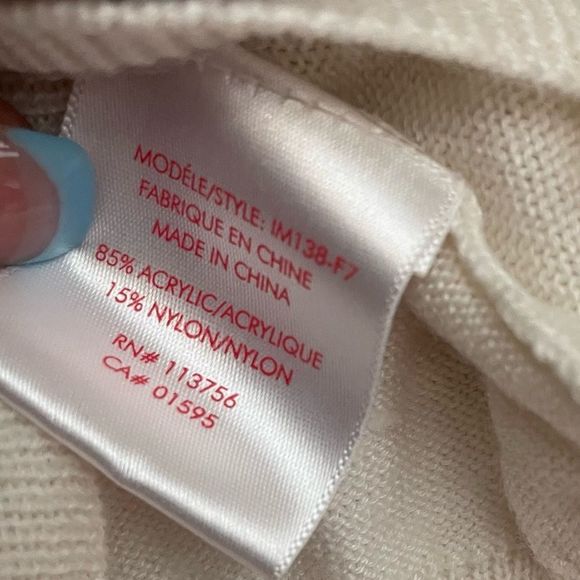 MODÉLE/STYLE: IM138-F7
FABRIQUE EN CHINE
MADE IN CHINA
85% ACRYLIC/ACRYLIQUE
15% NYLON/NYLON
RN# 113756
CA# 01595